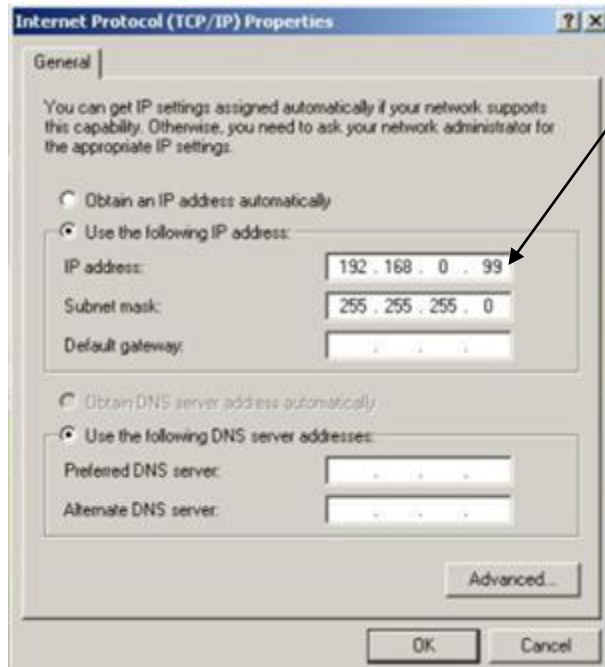 Internet Protocol (TCP/IP) Properties
General
You can get IP settings assigned automatically if your network supports
this capability. Otherwise, you need to ask your network administrator for
the appropriate IP settings.
Obtain an IP address automatically
Use the following IP address:
IP address: 192 . 168 . 0 . 99
Subnet mask: 255 . 255 . 255 . 0
Default gateway: . . .
Obtain DNS server address automatically
Use the following DNS server addresses:
Preferred DNS server: . . .
Alternate DNS server: . . .
Advanced...
OK Cancel